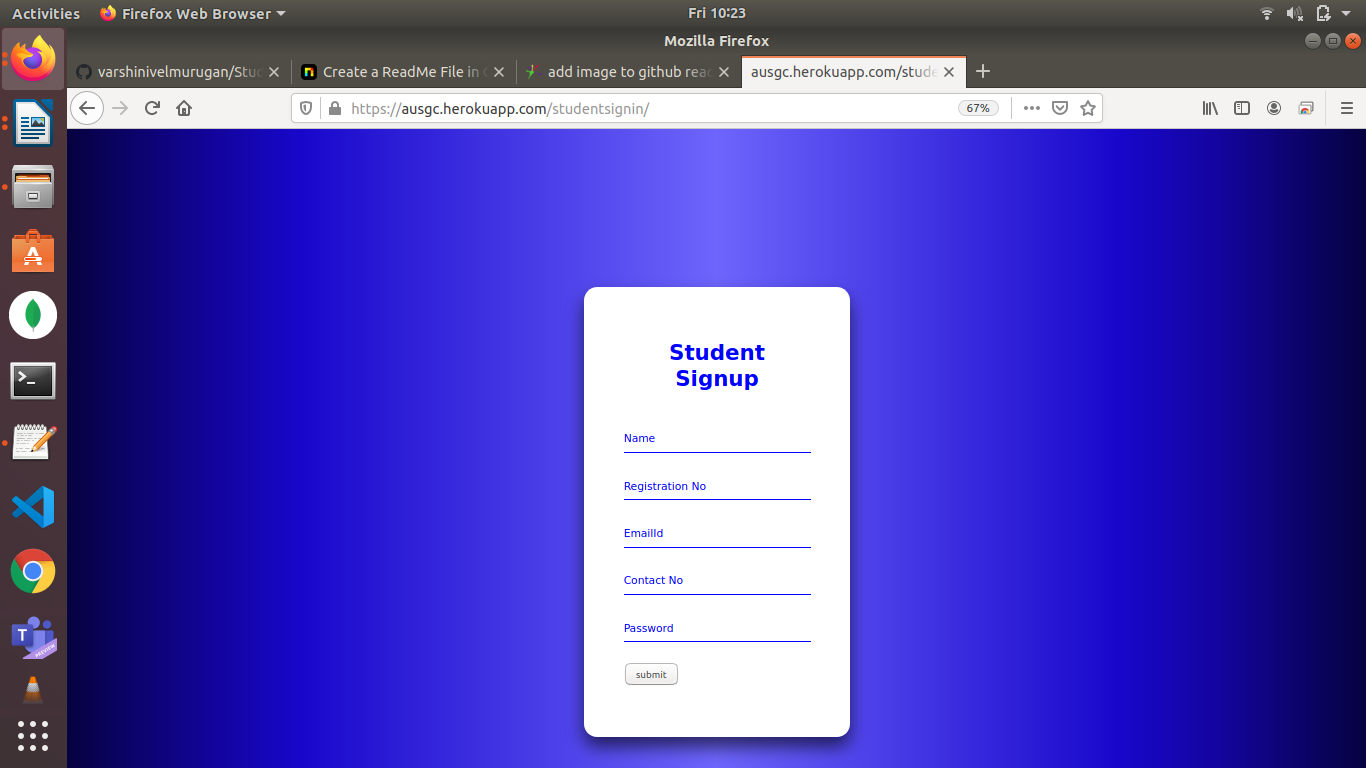 Activities Firefox Web Browser Fri 10:23
Mozilla Firefox
varshinivelmurugan/Stud Create a ReadMe File in add image to github read ausgc.herokuapp.com/stude
https://ausgc.herokuapp.com/studentsignin/ 67%
Student
Signup
Name
Registration No
EmailId
Contact No
Password
submit
T
PREVIEW